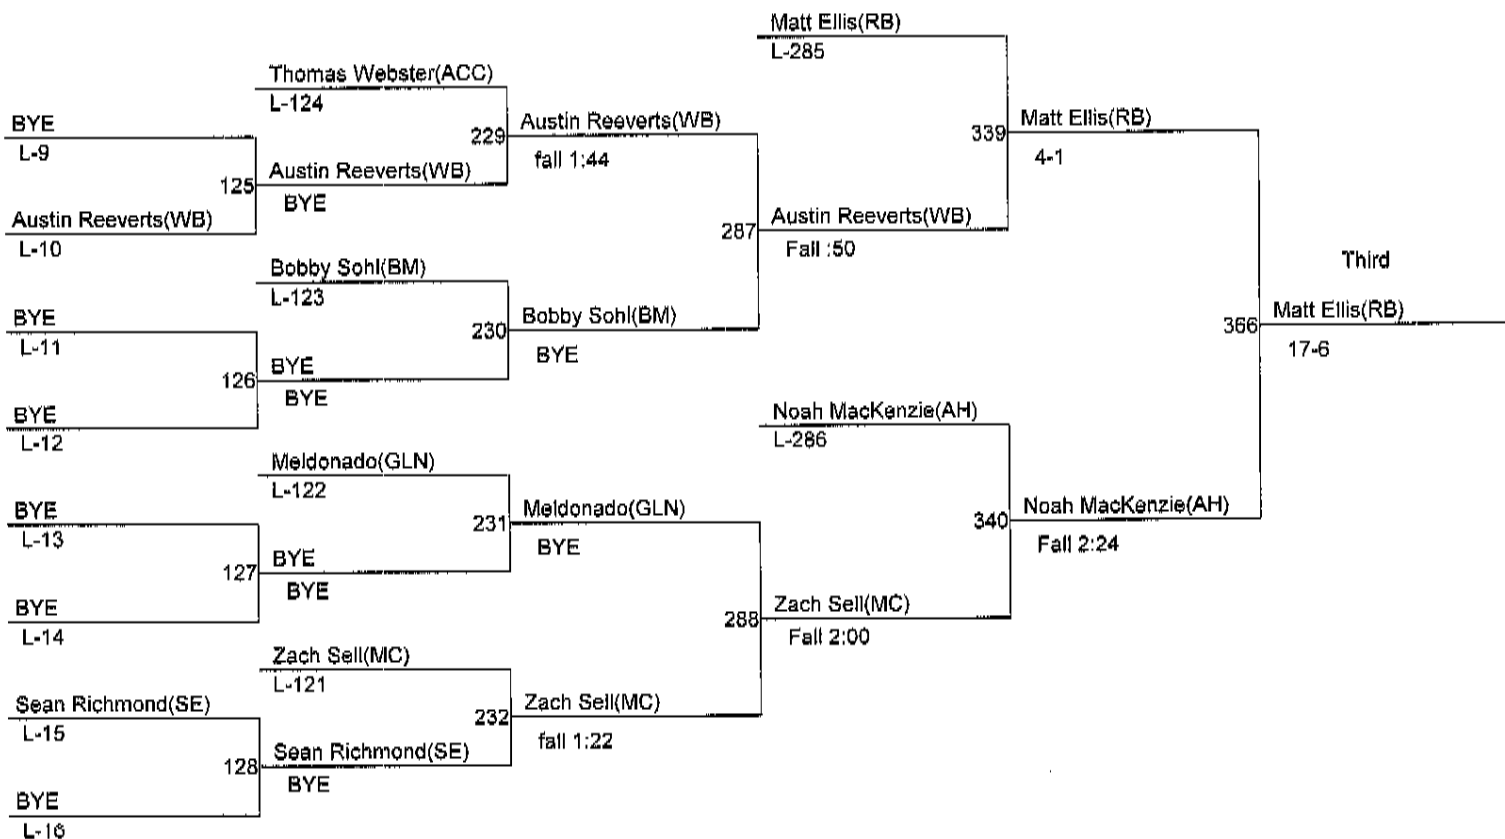 Matt Ellis(RB)
L-285
Thomas Webster(ACC)
L-124
BYE
L-9
229
Austin Reeverts(WB)
fall 1:44
339
Matt Ellis(RB)
4-1
125
Austin Reeverts(WB)
BYE
Austin Reeverts(WB)
L-10
287
Austin Reeverts(WB)
Fall :50
Bobby Sohl(BM)
L-123
Third
BYE
L-11
230
Bobby Sohl(BM)
BYE
366
Matt Ellis(RB)
17-6
126
BYE
BYE
BYE
L-12
Noah MacKenzie(AH)
L-286
Meldonado(GLN)
L-122
BYE
L-13
231
Meldonado(GLN)
BYE
340
Noah MacKenzie(AH)
Fall 2:24
127
BYE
BYE
BYE
L-14
288
Zach Sell(MC)
Fall 2:00
Zach Sell(MC)
L-121
Sean Richmond(SE)
L-15
232
Zach Sell(MC)
fall 1:22
128
Sean Richmond(SE)
BYE
BYE
L-16